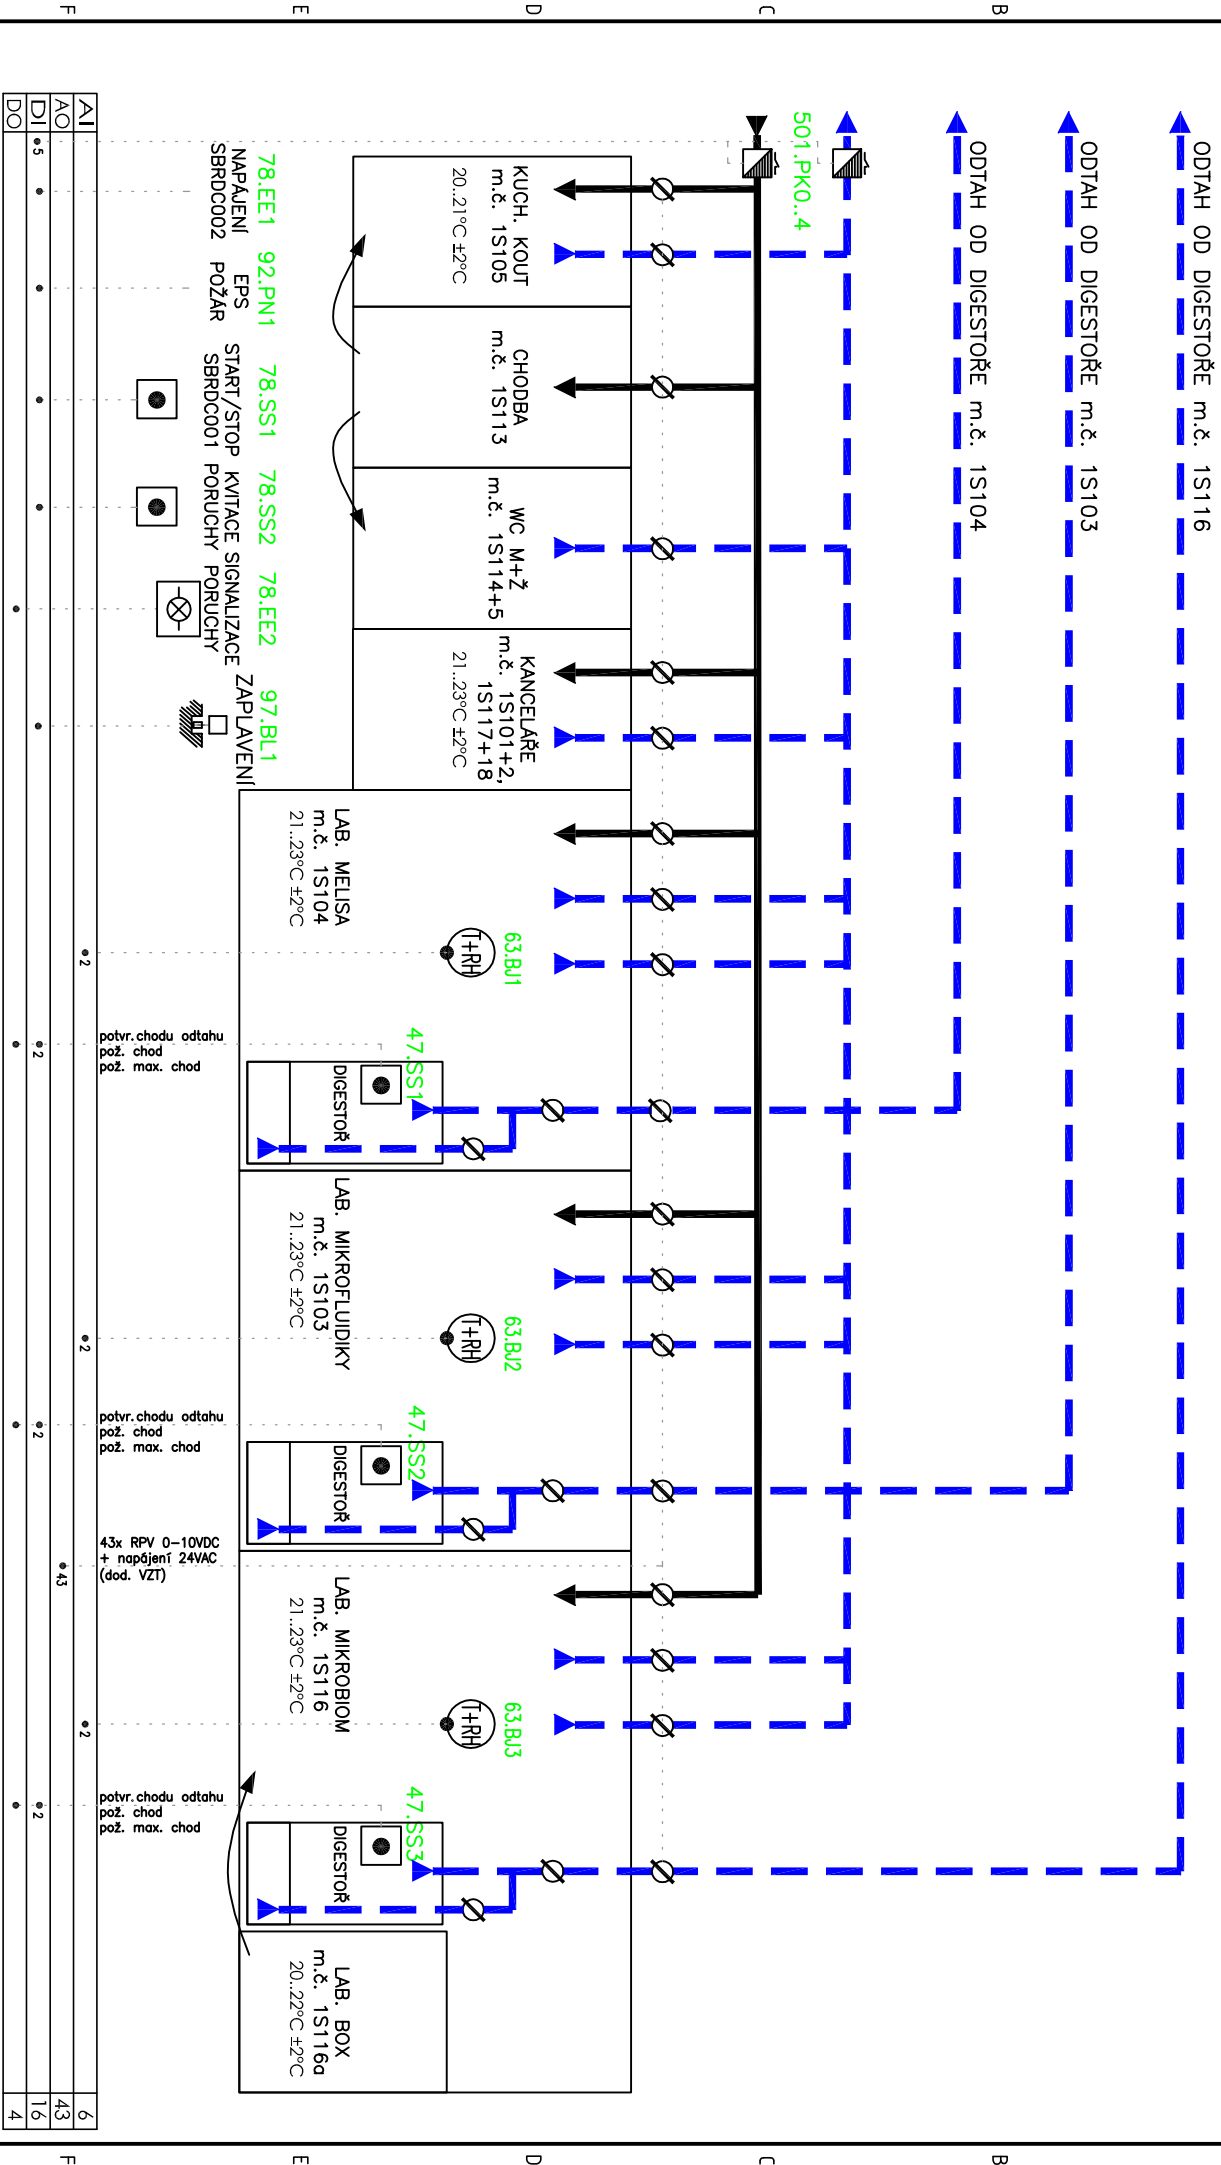 F
E
D
C
B
ODTAH OD DIGESTOŘE m.č. 1S116
ODTAH OD DIGESTOŘE m.č. 1S103
ODTAH OD DIGESTOŘE m.č. 1S104
501.PK0..4
KUCH. KOUT
m.č. 1S105
20..21°C ±2°C
CHODBA
m.č. 1S113
WC M+Ž
m.č. 1S114+5
KANCELÁŘE
m.č. 1S101+2,
1S117+18
21..23°C ±2°C
63.BJ1
T+RH
47.SS1
LAB. MELISA
m.č. 1S104
21..23°C ±2°C
DIGESTOŘ
63.BJ2
T+RH
47.SS2
LAB. MIKROFLUIDIKY
m.č. 1S103
21..23°C ±2°C
DIGESTOŘ
63.BJ3
T+RH
47.SS3
LAB. MIKROBIOM
m.č. 1S116
21..23°C ±2°C
DIGESTOŘ
LAB. BOX
m.č. 1S116a
20..22°C ±2°C
78.EE1
NAPÁJENÍ
SBRDC002
92.PN1
EPS
POŽÁR
78.SS1
START/STOP
SBRDC001
78.SS2
KVITACE
PORUCHY
78.EE2
SIGNALIZACE
PORUCHY
97.BL1
ZAPLAVENÍ
potvr.chodu odtahu
pož. chod
pož. max. chod
potvr.chodu odtahu
pož. chod
pož. max. chod
43x RPV 0-10VDC
+ napájení 24VAC
(dod. VZT)
potvr.chodu odtahu
pož. chod
pož. max. chod
AI 2 2 2 6
AO 43 43
DI 5 2 2 2 16
DO 4
F
E
D
C
B